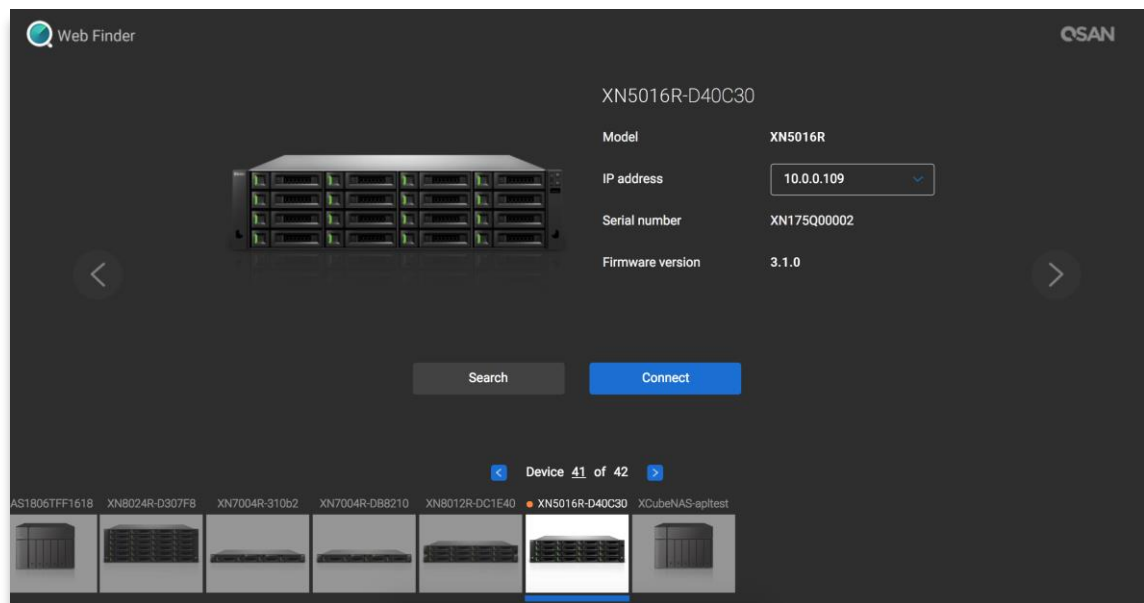 Web Finder
QSAN
XN5016R-D40C30
Model XN5016R
IP address 10.0.0.109
Serial number XN175Q00002
Firmware version 3.1.0
Search Connect
Device 41 of 42
AS1806TFF1618 XN8024R-D307F8 XN7004R-310b2 XN7004R-DB8210 XN8012R-DC1E40 XN5016R-D40C30 XCubeNAS-apltest